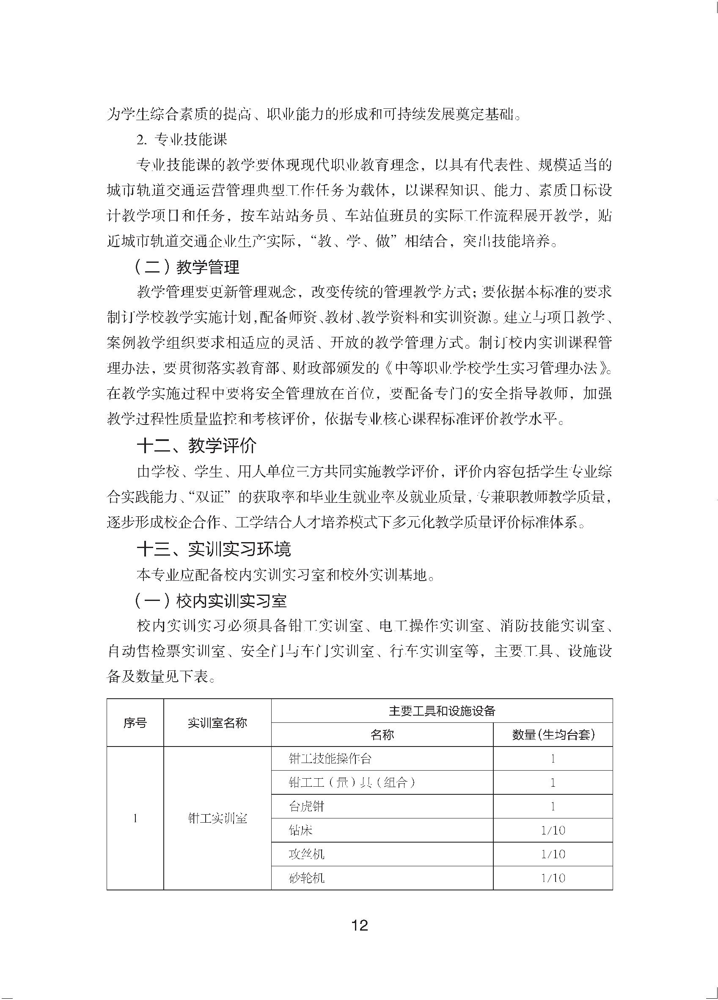 为学生综合素质的提高、职业能力的形成和可持续发展奠定基础。
2. 专业技能课
专业技能课的教学要体现现代职业教育理念，以具有代表性、规模适当的
城市轨道交通运营管理典型工作任务为载体，以课程知识、能力、素质目标设
计教学项目和任务，按车站站务员、车站值班员的实际工作流程展开教学，贴
近城市轨道交通企业生产实际，“教、学、做”相结合，突出技能培养。
（二）教学管理
教学管理要更新管理观念，改变传统的管理教学方式；要依据本标准的要求
制订学校教学实施计划，配备师资、教材、教学资料和实训资源。建立与项目教学、
案例教学组织要求相适应的灵活、开放的教学管理方式。制订校内实训课程管
理办法，要贯彻落实教育部、财政部颁发的《中等职业学校学生实习管理办法》。
在教学实施过程中要将安全管理放在首位，要配备专门的安全指导教师，加强
教学过程性质量监控和考核评价，依据专业核心课程标准评价教学水平。
十二、教学评价
由学校、学生、用人单位三方共同实施教学评价，评价内容包括学生专业综
合实践能力、“双证”的获取率和毕业生就业率及就业质量，专兼职教师教学质量，
逐步形成校企合作、工学结合人才培养模式下多元化教学质量评价标准体系。
十三、实训实习环境
本专业应配备校内实训实习室和校外实训基地。
（一）校内实训实习室
校内实训实习必须具备钳工实训室、电工操作实训室、消防技能实训室、
自动售检票实训室、安全门与车门实训室、行车实训室等，主要工具、设施设
备及数量见下表。
序号 实训室名称 主要工具和设施设备
名称 数量（生均台套）
1 钳工实训室 钳工技能操作台 1
钳工工（量）具（组合） 1
台虎钳 1
钻床 1/10
攻丝机 1/10
砂轮机 1/10
12